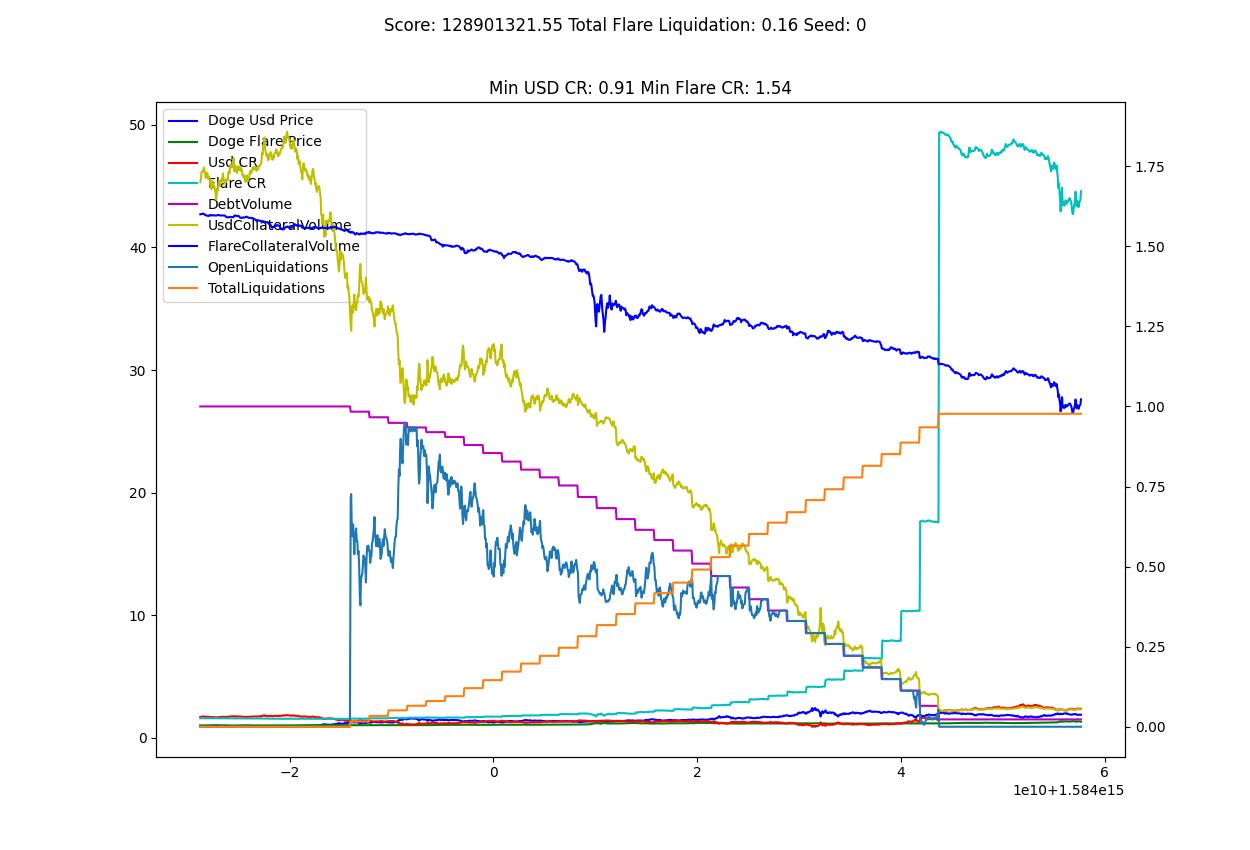 Score: 128901321.55 Total Flare Liquidation: 0.16 Seed: 0
Min USD CR: 0.91 Min Flare CR: 1.54
Doge Usd Price
Doge Flare Price
Usd CR
Flare CR
DebtVolume
UsdCollateralVolume
FlareCollateralVolume
OpenLiquidations
TotalLiquidations
50
40
30
20
10
0
1.75
1.50
1.25
1.00
0.75
0.50
0.25
0.00
−2
0
2
4
6
1e10+1.584e15